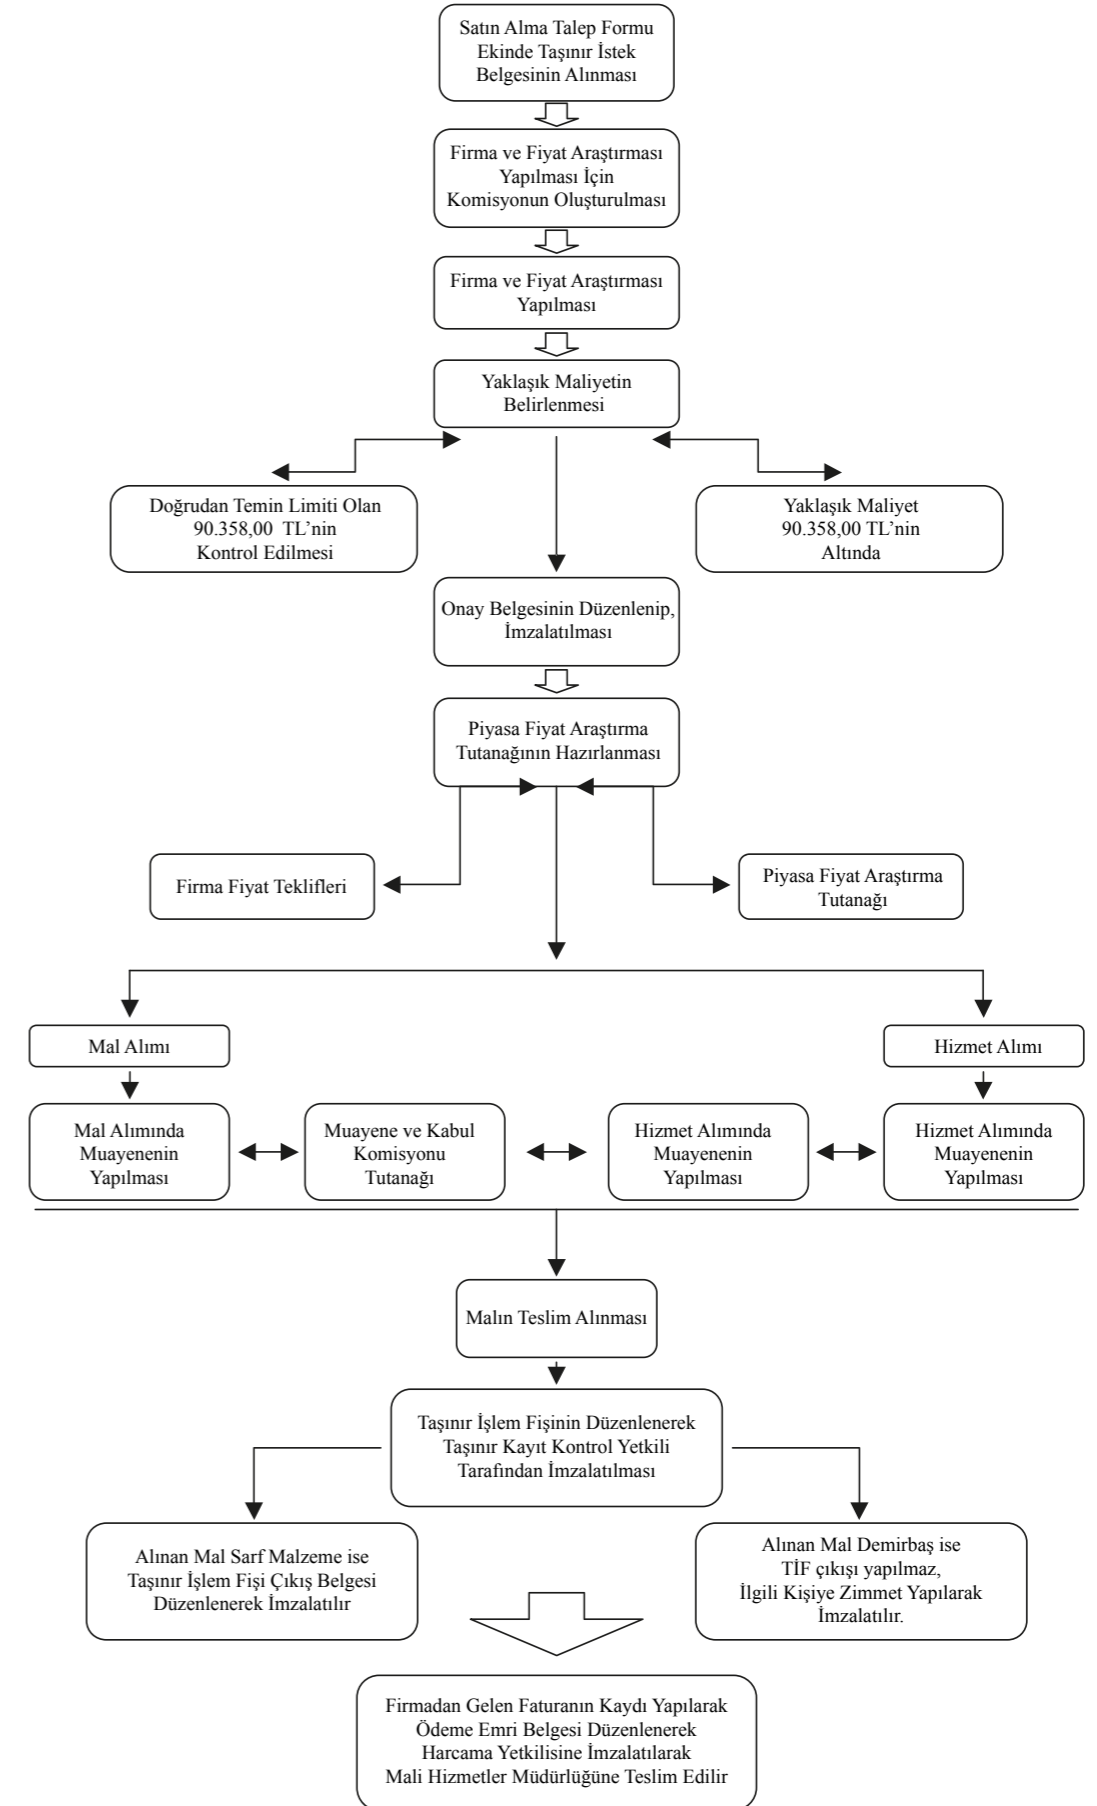 Satın Alma Talep Formu
Ekinde Taşınır İstek
Belgesinin Alınması
Firma ve Fiyat Araştırması
Yapılması İçin
Komisyonun Oluşturulması
Firma ve Fiyat Araştırması
Yapılması
Yaklaşık Maliyetin
Belirlenmesi
Doğrudan Temin Limiti Olan
90.358,00 TL’nin
Kontrol Edilmesi
Yaklaşık Maliyet
90.358,00 TL’nin
Altında
Onay Belgesinin Düzenlenip,
İmzalatılması
Piyasa Fiyat Araştırma
Tutanağının Hazırlanması
Firma Fiyat Teklifleri
Piyasa Fiyat Araştırma
Tutanağı
Mal Alımı
Hizmet Alımı
Mal Alımında
Muayenenin
Yapılması
Muayene ve Kabul
Komisyonu
Tutanağı
Hizmet Alımında
Muayenenin
Yapılması
Hizmet Alımında
Muayenenin
Yapılması
Malın Teslim Alınması
Taşınır İşlem Fişinin Düzenlenerek
Taşınır Kayıt Kontrol Yetkili
Tarafından İmzalatılması
Alınan Mal Sarf Malzeme ise
Taşınır İşlem Fişi Çıkış Belgesi
Düzenlenerek İmzalatılır
Alınan Mal Demirbaş ise
TİF çıkışı yapılmaz,
İlgili Kişiye Zimmet Yapılarak
İmzalatılır.
Firmadan Gelen Faturanın Kaydı Yapılarak
Ödeme Emri Belgesi Düzenlenerek
Harcama Yetkilisine İmzalatılarak
Mali Hizmetler Müdürlüğüne Teslim Edilir